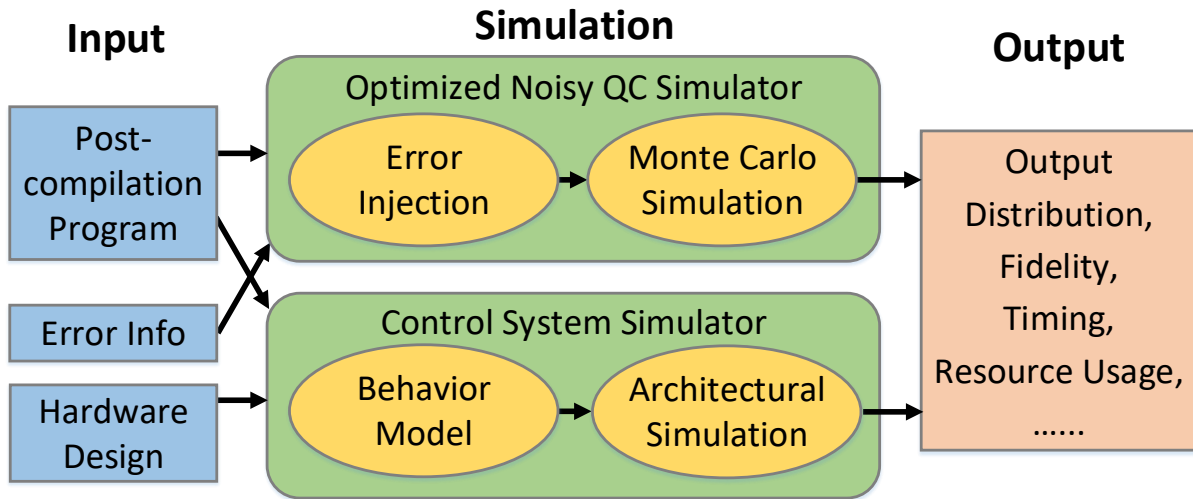 Input
Simulation
Output
Post-
compilation
Program
Error Info
Hardware
Design
Optimized Noisy QC Simulator
Error
Injection
Monte Carlo
Simulation
Control System Simulator
Behavior
Model
Architectural
Simulation
Output
Distribution,
Fidelity,
Timing,
Resource Usage,
......